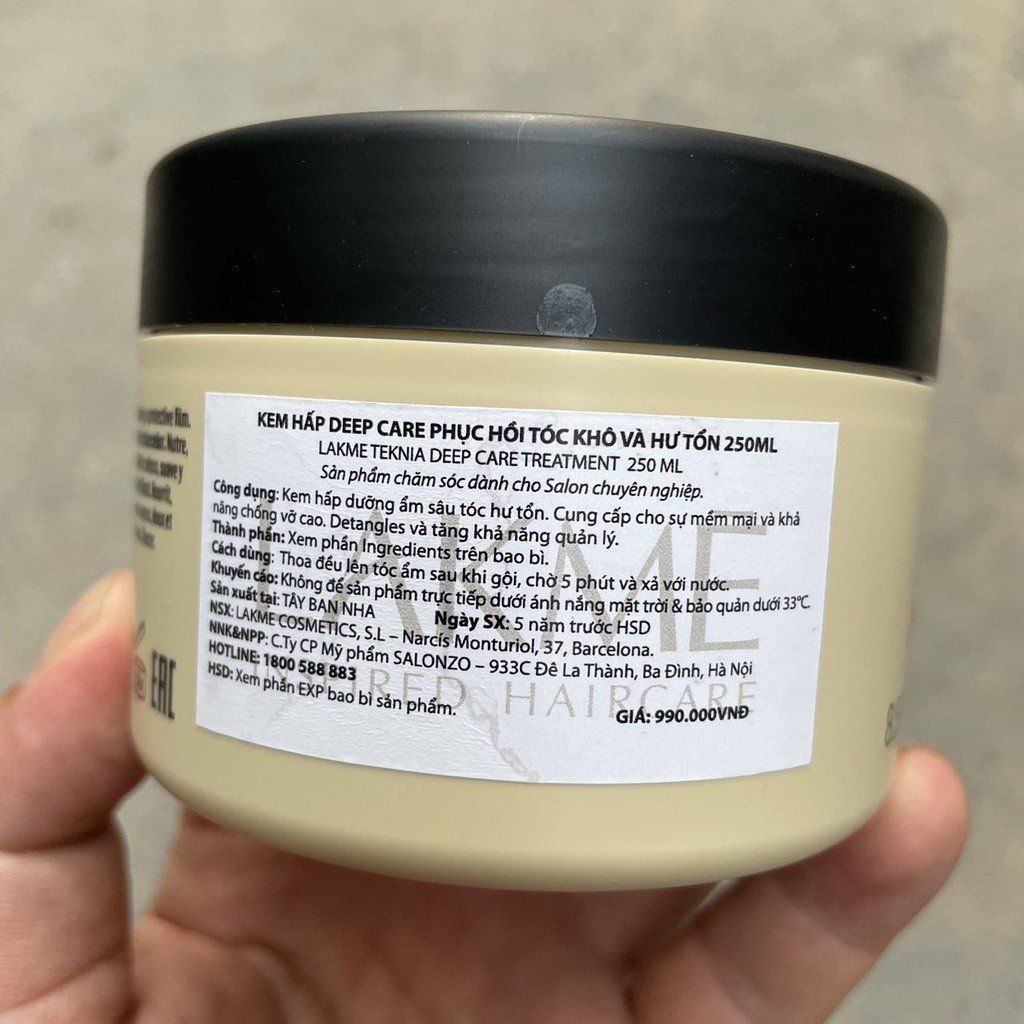 KEM HẤP DEEP CARE PHỤC HỒI TÓC KHÔ VÀ HƯ TỔN 250ML
LAKME TEKNIA DEEP CARE TREATMENT 250 ML
Sản phẩm chăm sóc dành cho Salon chuyên nghiệp.
Công dụng: Kem hấp dưỡng ẩm sâu tóc hư tổn. Cung cấp cho sự mềm mại và khả
năng chống vỡ cao. Detangles và tăng khả năng quản lý.
Thành phần: Xem phần Ingredients trên bao bì.
Cách dùng: Thoa đều lên tóc ẩm sau khi gội, chờ 5 phút và xả với nước.
Khuyến cáo: Không để sản phẩm trực tiếp dưới ánh nắng mặt trời & bảo quản dưới 33°C.
Sản xuất tại: TÂY BAN NHA Ngày SX: 5 năm trước HSD
NSX: LAKME COSMETICS, S.L – Narcís Monturiol, 37, Barcelona.
NNK&NPP: C.Ty CP Mỹ phẩm SALONZO – 933C Đê La Thành, Ba Đình, Hà Nội
HOTLINE: 1800 588 883
HSD: Xem phần EXP bao bì sản phẩm.
GIÁ: 990.000VNĐ
LAKME
INSPIRED HAIRCARE
protective film.
Nutre,
suave y
EAC